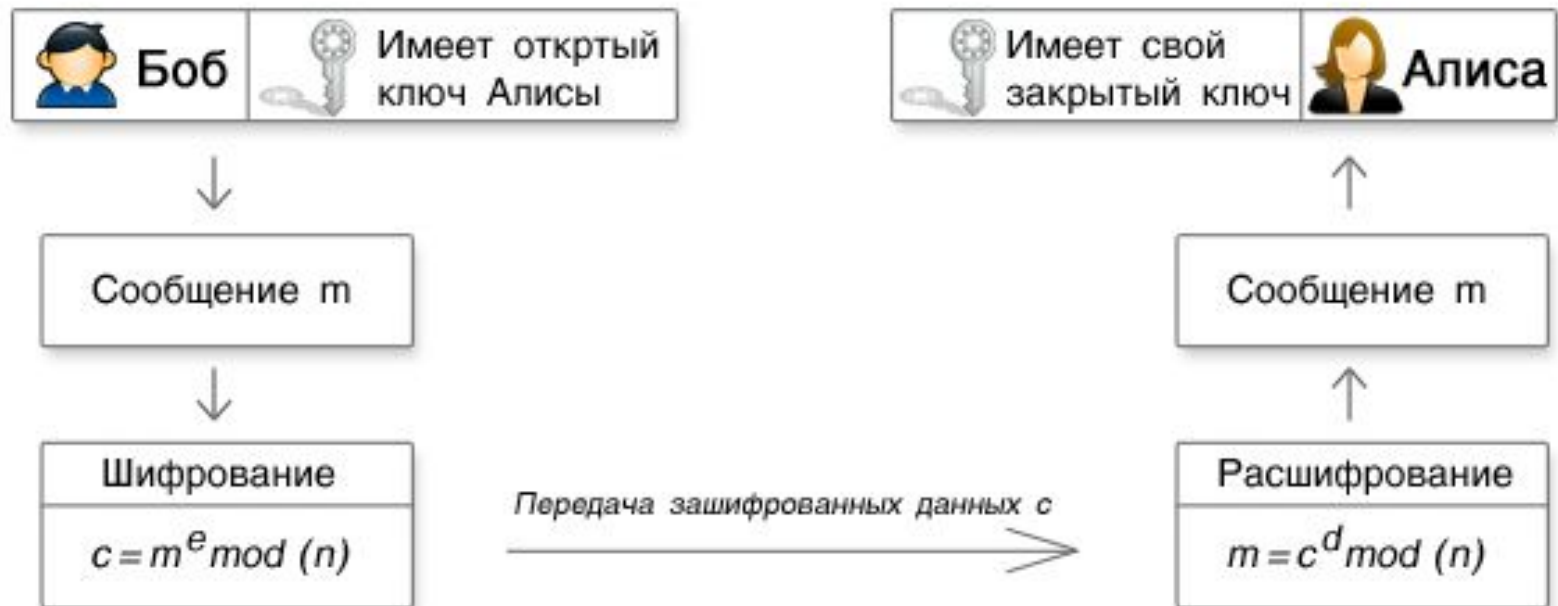 Боб
Имеет откртый
ключ Алисы
Имеет свой
закрытый ключ
Алиса
Сообщение m
Сообщение m
Шифрование
c=m^e mod (n)
Передача зашифрованных данных c
Расшифрование
m=c^d mod (n)